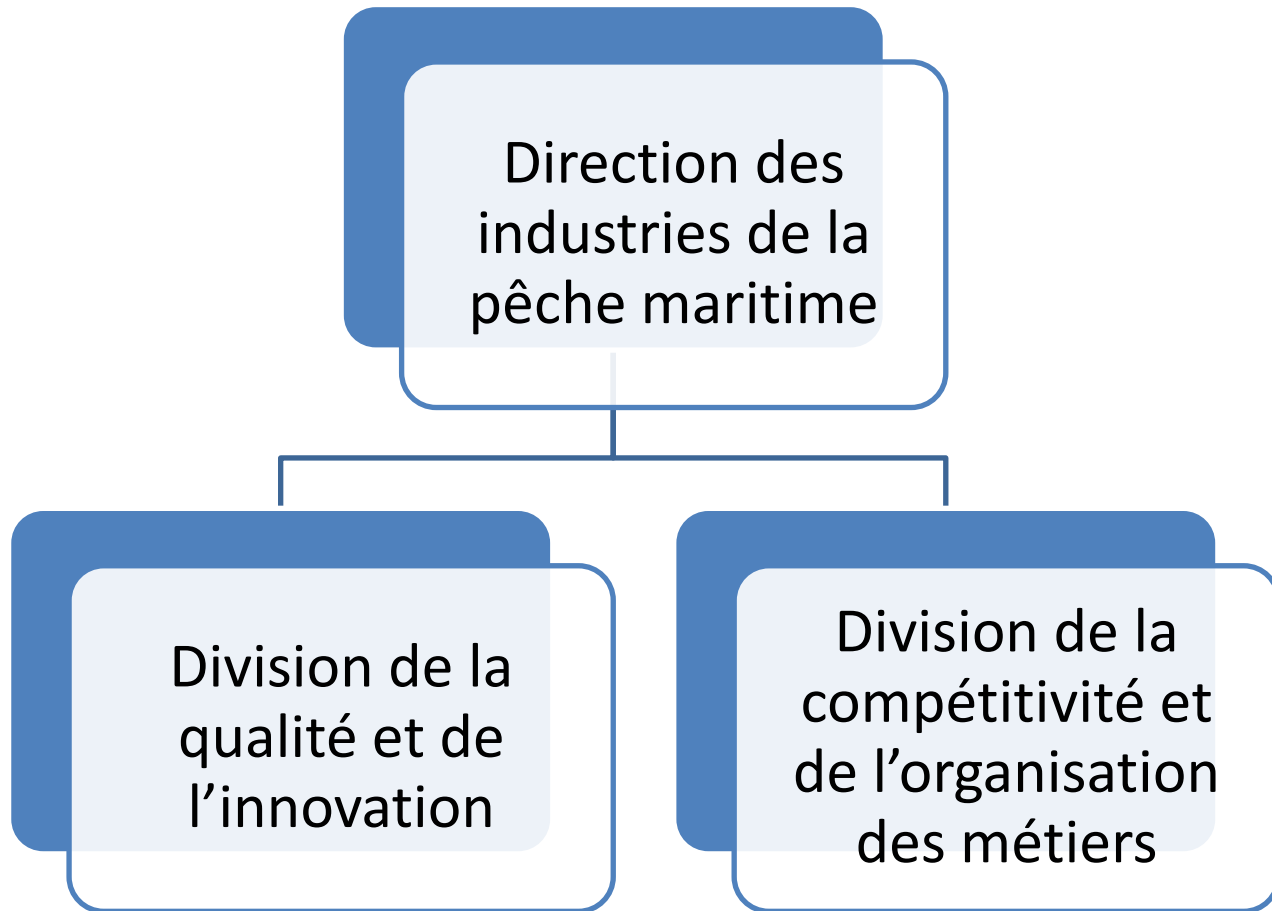 Direction des
industries de la
pêche maritime
Division de la
qualité et de
l’innovation
Division de la
compétitivité et
de l’organisation
des métiers